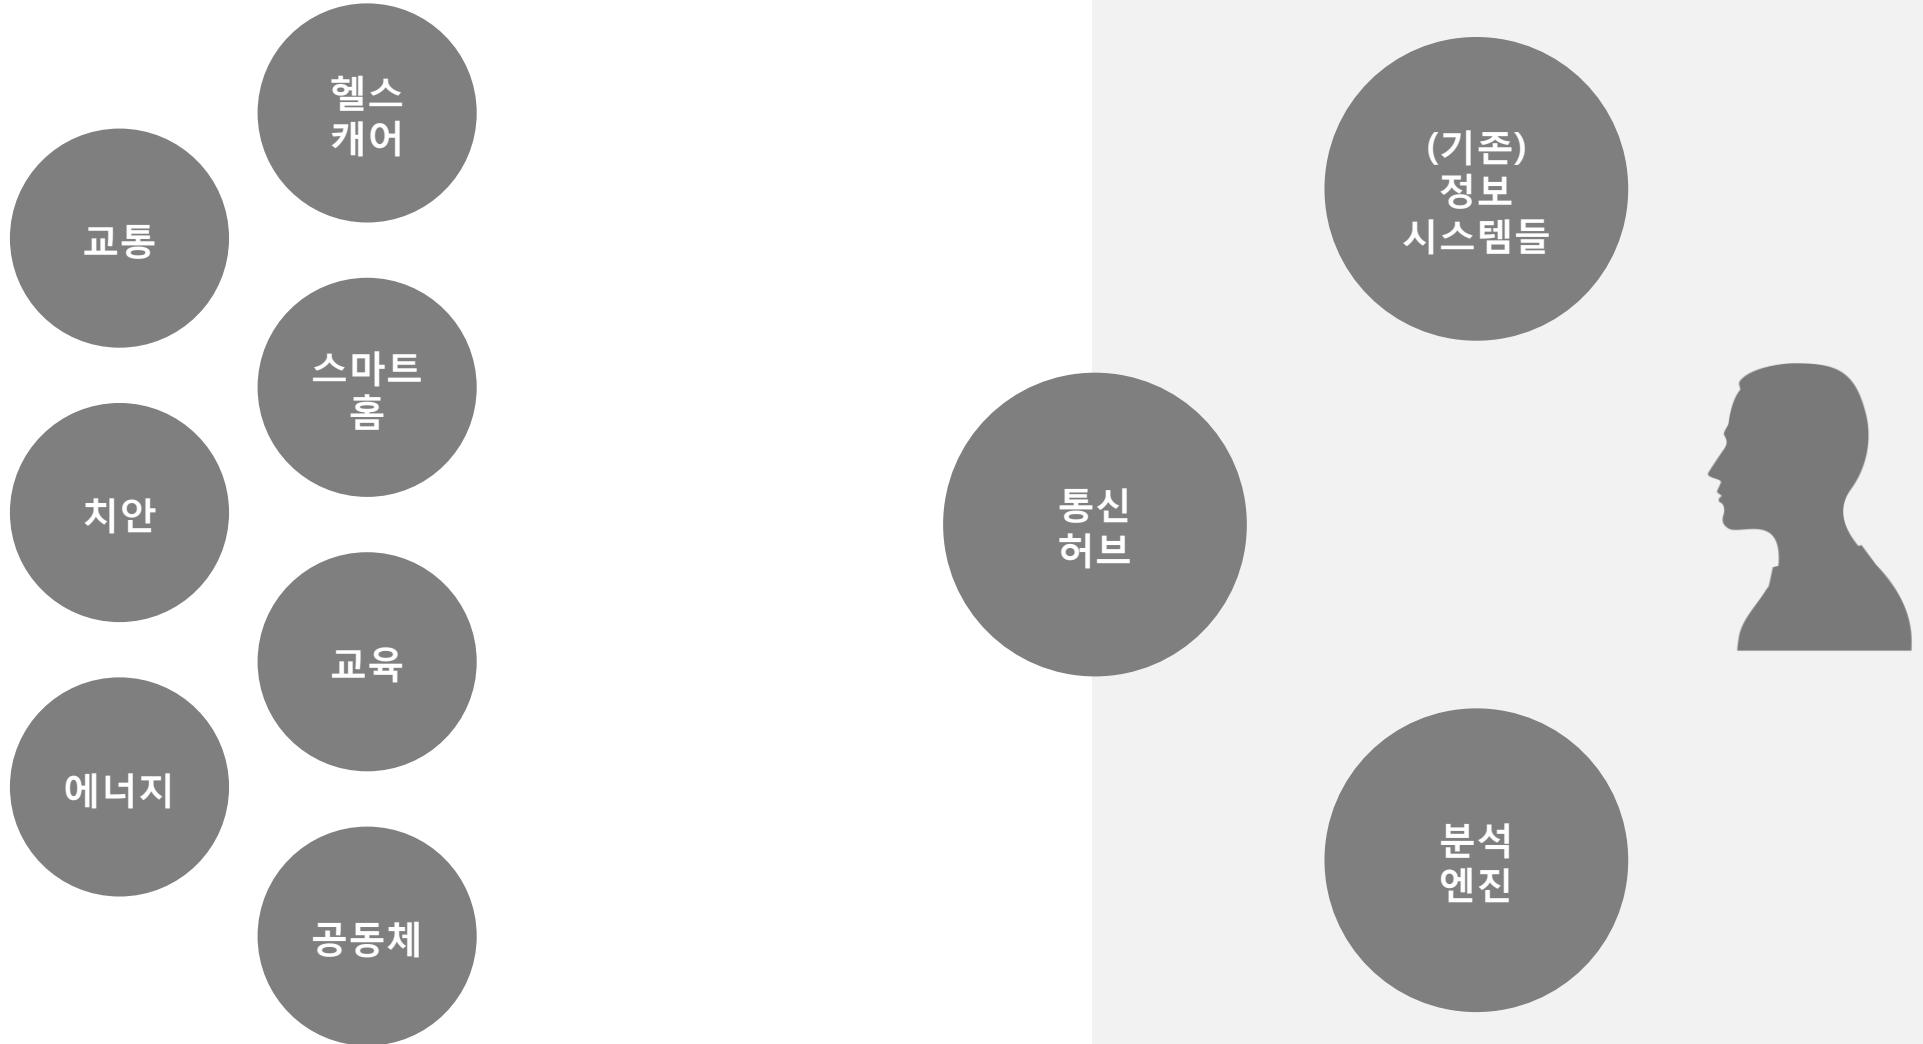 헬스
캐어
교통
스마트
홈
치안
교육
에너지
공동체
통신
허브
(기존)
정보
시스템들
분석
엔진